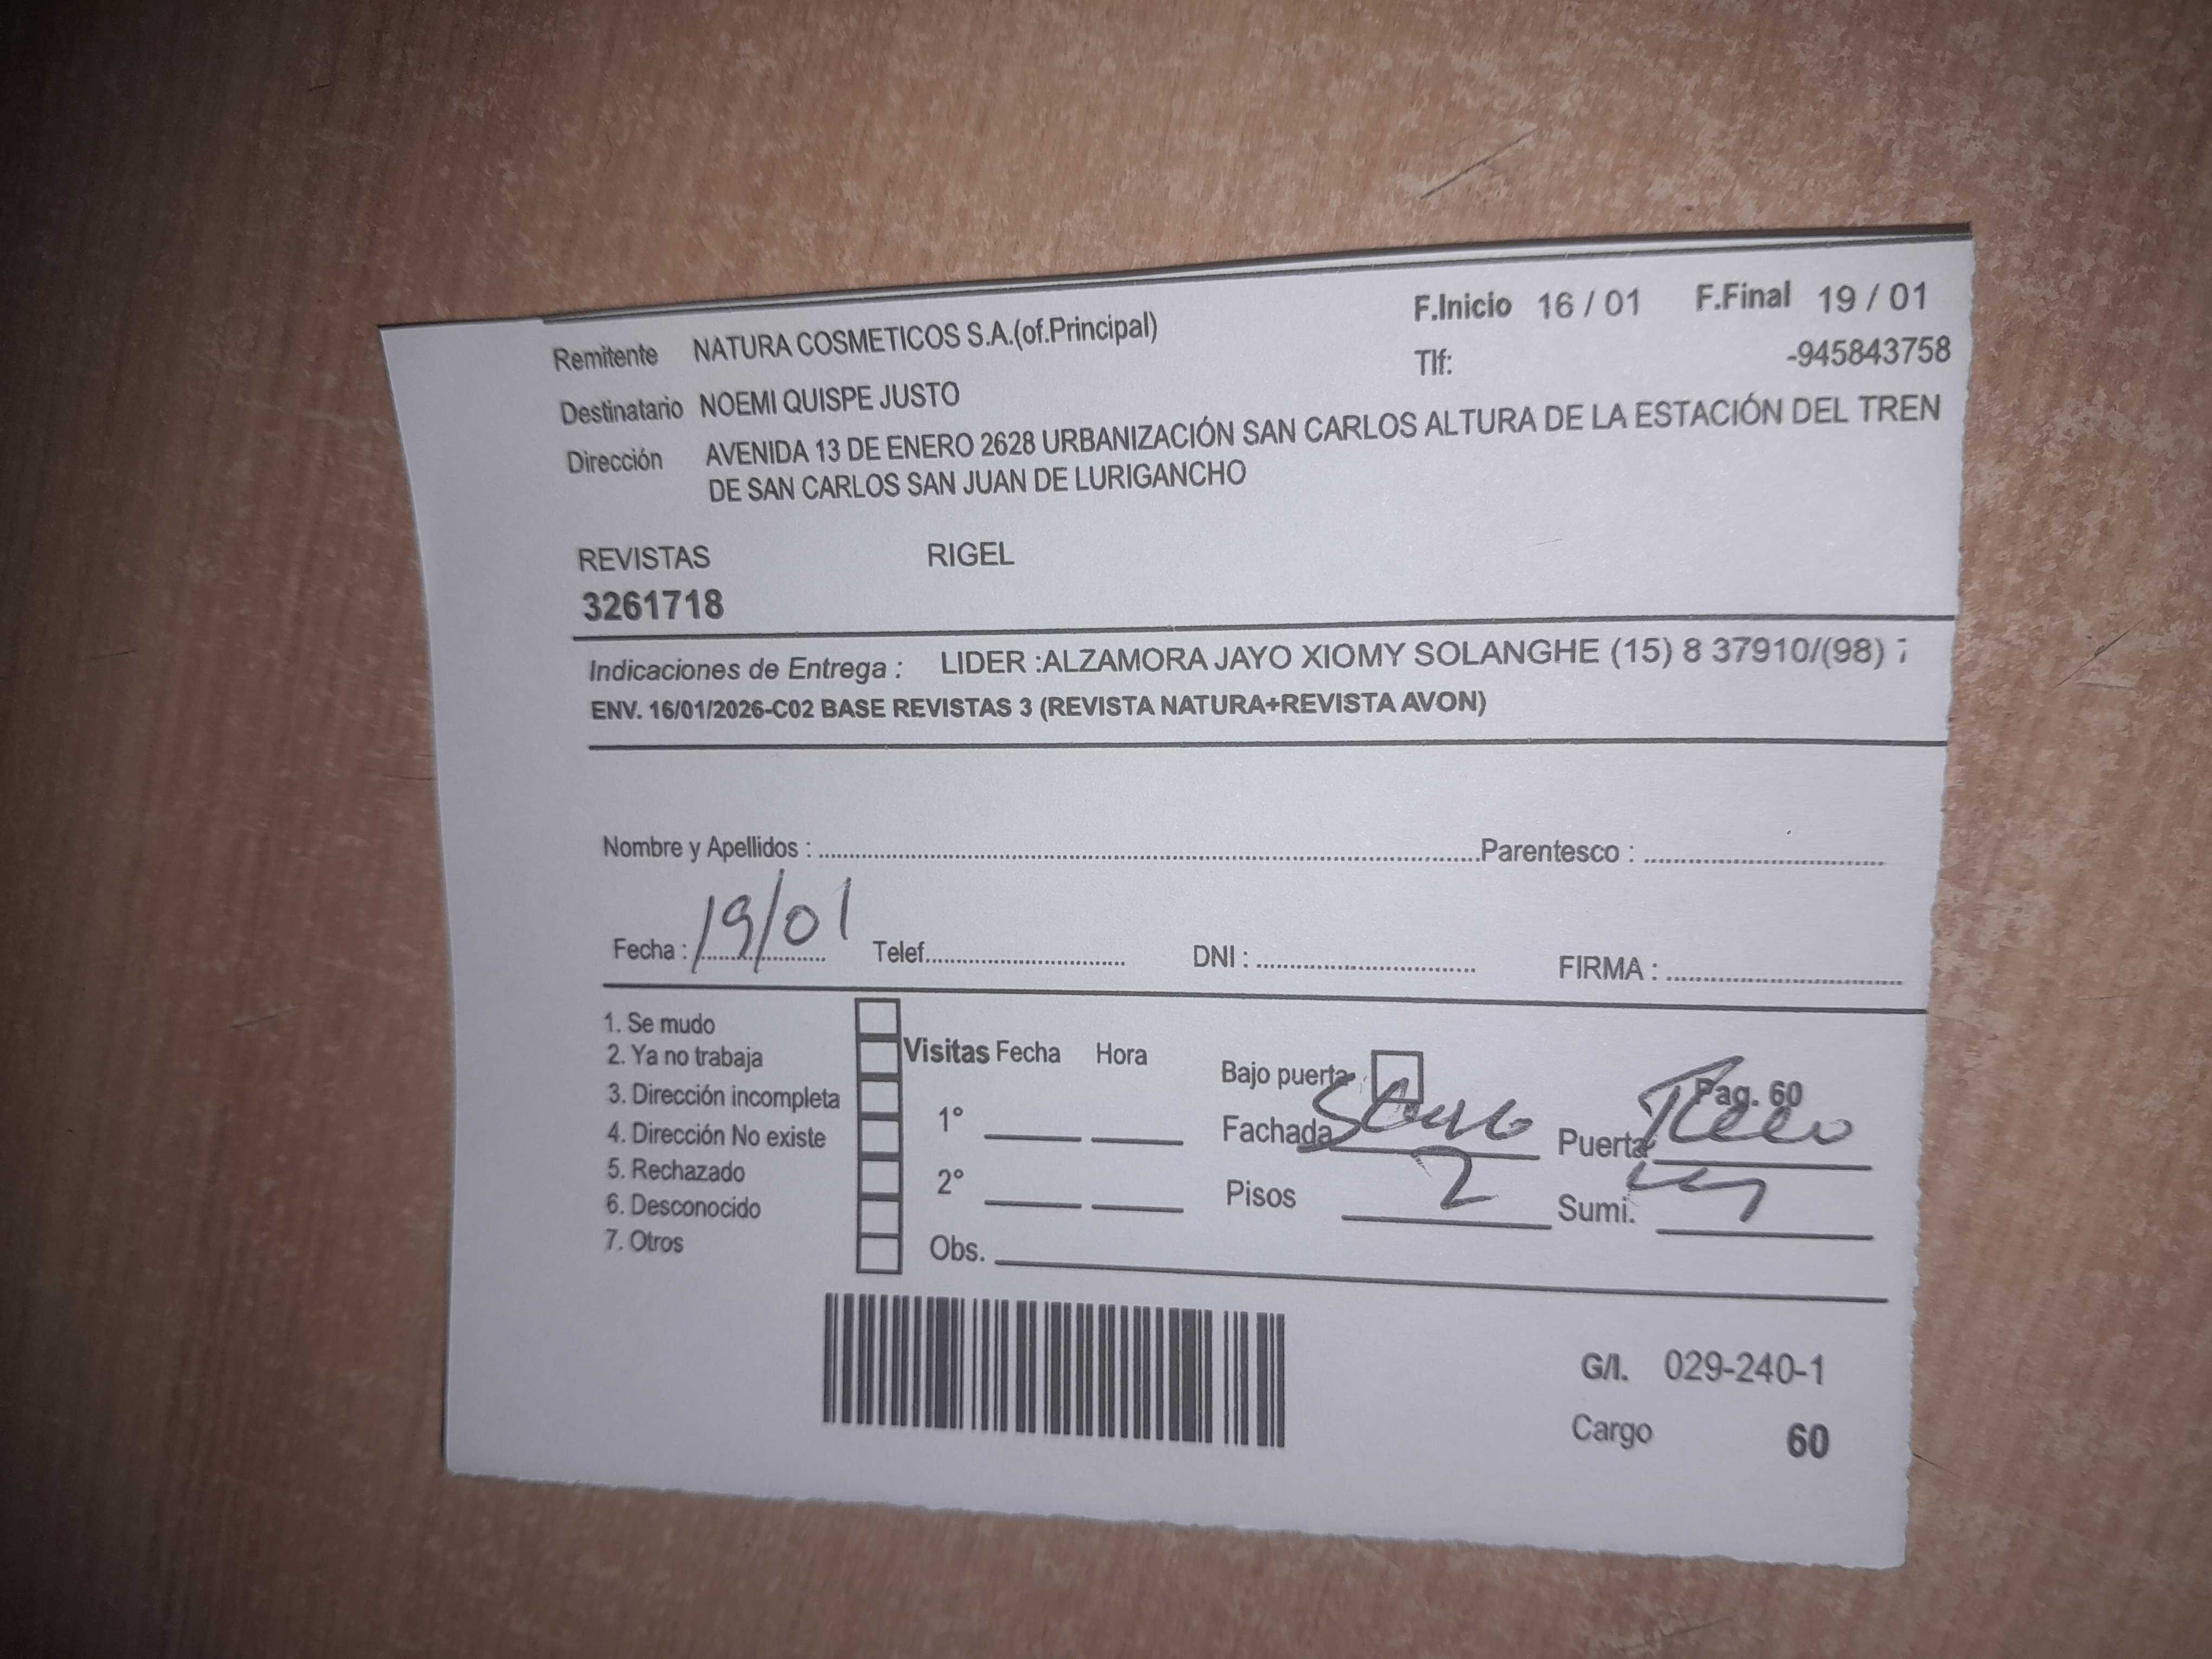 F.Inicio 16 / 01 F.Final 19 / 01
Remitente NATURA COSMETICOS S.A.(of.Principal)
Tlf: -945843758
Destinatario NOEMI QUISPE JUSTO
Dirección AVENIDA 13 DE ENERO 2628 URBANIZACIÓN SAN CARLOS ALTURA DE LA ESTACIÓN DEL TREN
DE SAN CARLOS SAN JUAN DE LURIGANCHO
REVISTAS RIGEL
3261718
Indicaciones de Entrega : LIDER :ALZAMORA JAYO XIOMY SOLANGHE (15) 8 37910/(98)
ENV. 16/01/2026-C02 BASE REVISTAS 3 (REVISTA NATURA+REVISTA AVON)
Nombre y Apellidos : Parentesco :
Fecha : 19/01 Telef. DNI : FIRMA :
1. Se mudo
2. Ya no trabaja
3. Dirección incompleta
4. Dirección No existe
5. Rechazado
6. Desconocido
7. Otros
Visitas Fecha Hora
1°
2°
Obs.
Bajo puerta Pag. 60
Fachada Puerta
Pisos 2 Sumi.
G/I. 029-240-1
Cargo 60